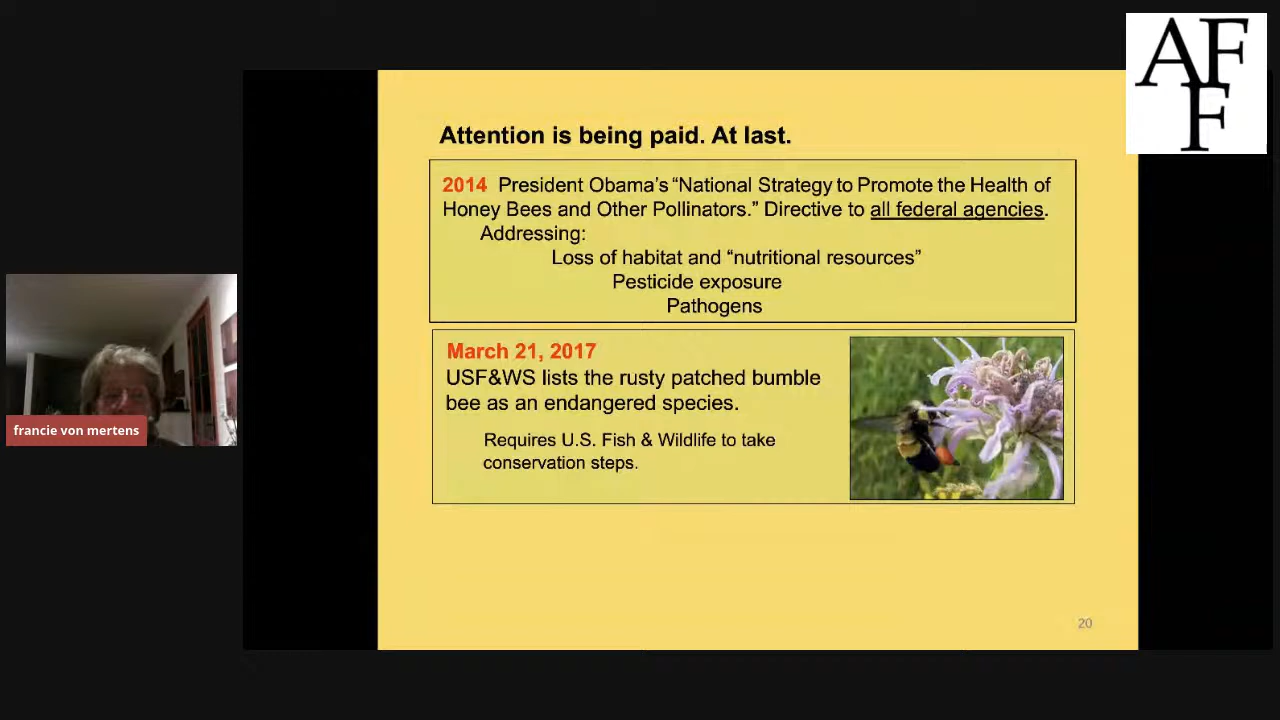 AF
F
Attention is being paid. At last.
2014 President Obama's “National Strategy to Promote the Health of
Honey Bees and Other Pollinators.” Directive to all federal agencies.
Addressing:
Loss of habitat and “nutritional resources”
Pesticide exposure
Pathogens
March 21, 2017
USF&WS lists the rusty patched bumble
bee as an endangered species.
Requires U.S. Fish & Wildlife to take
conservation steps.
francie von mertens
20